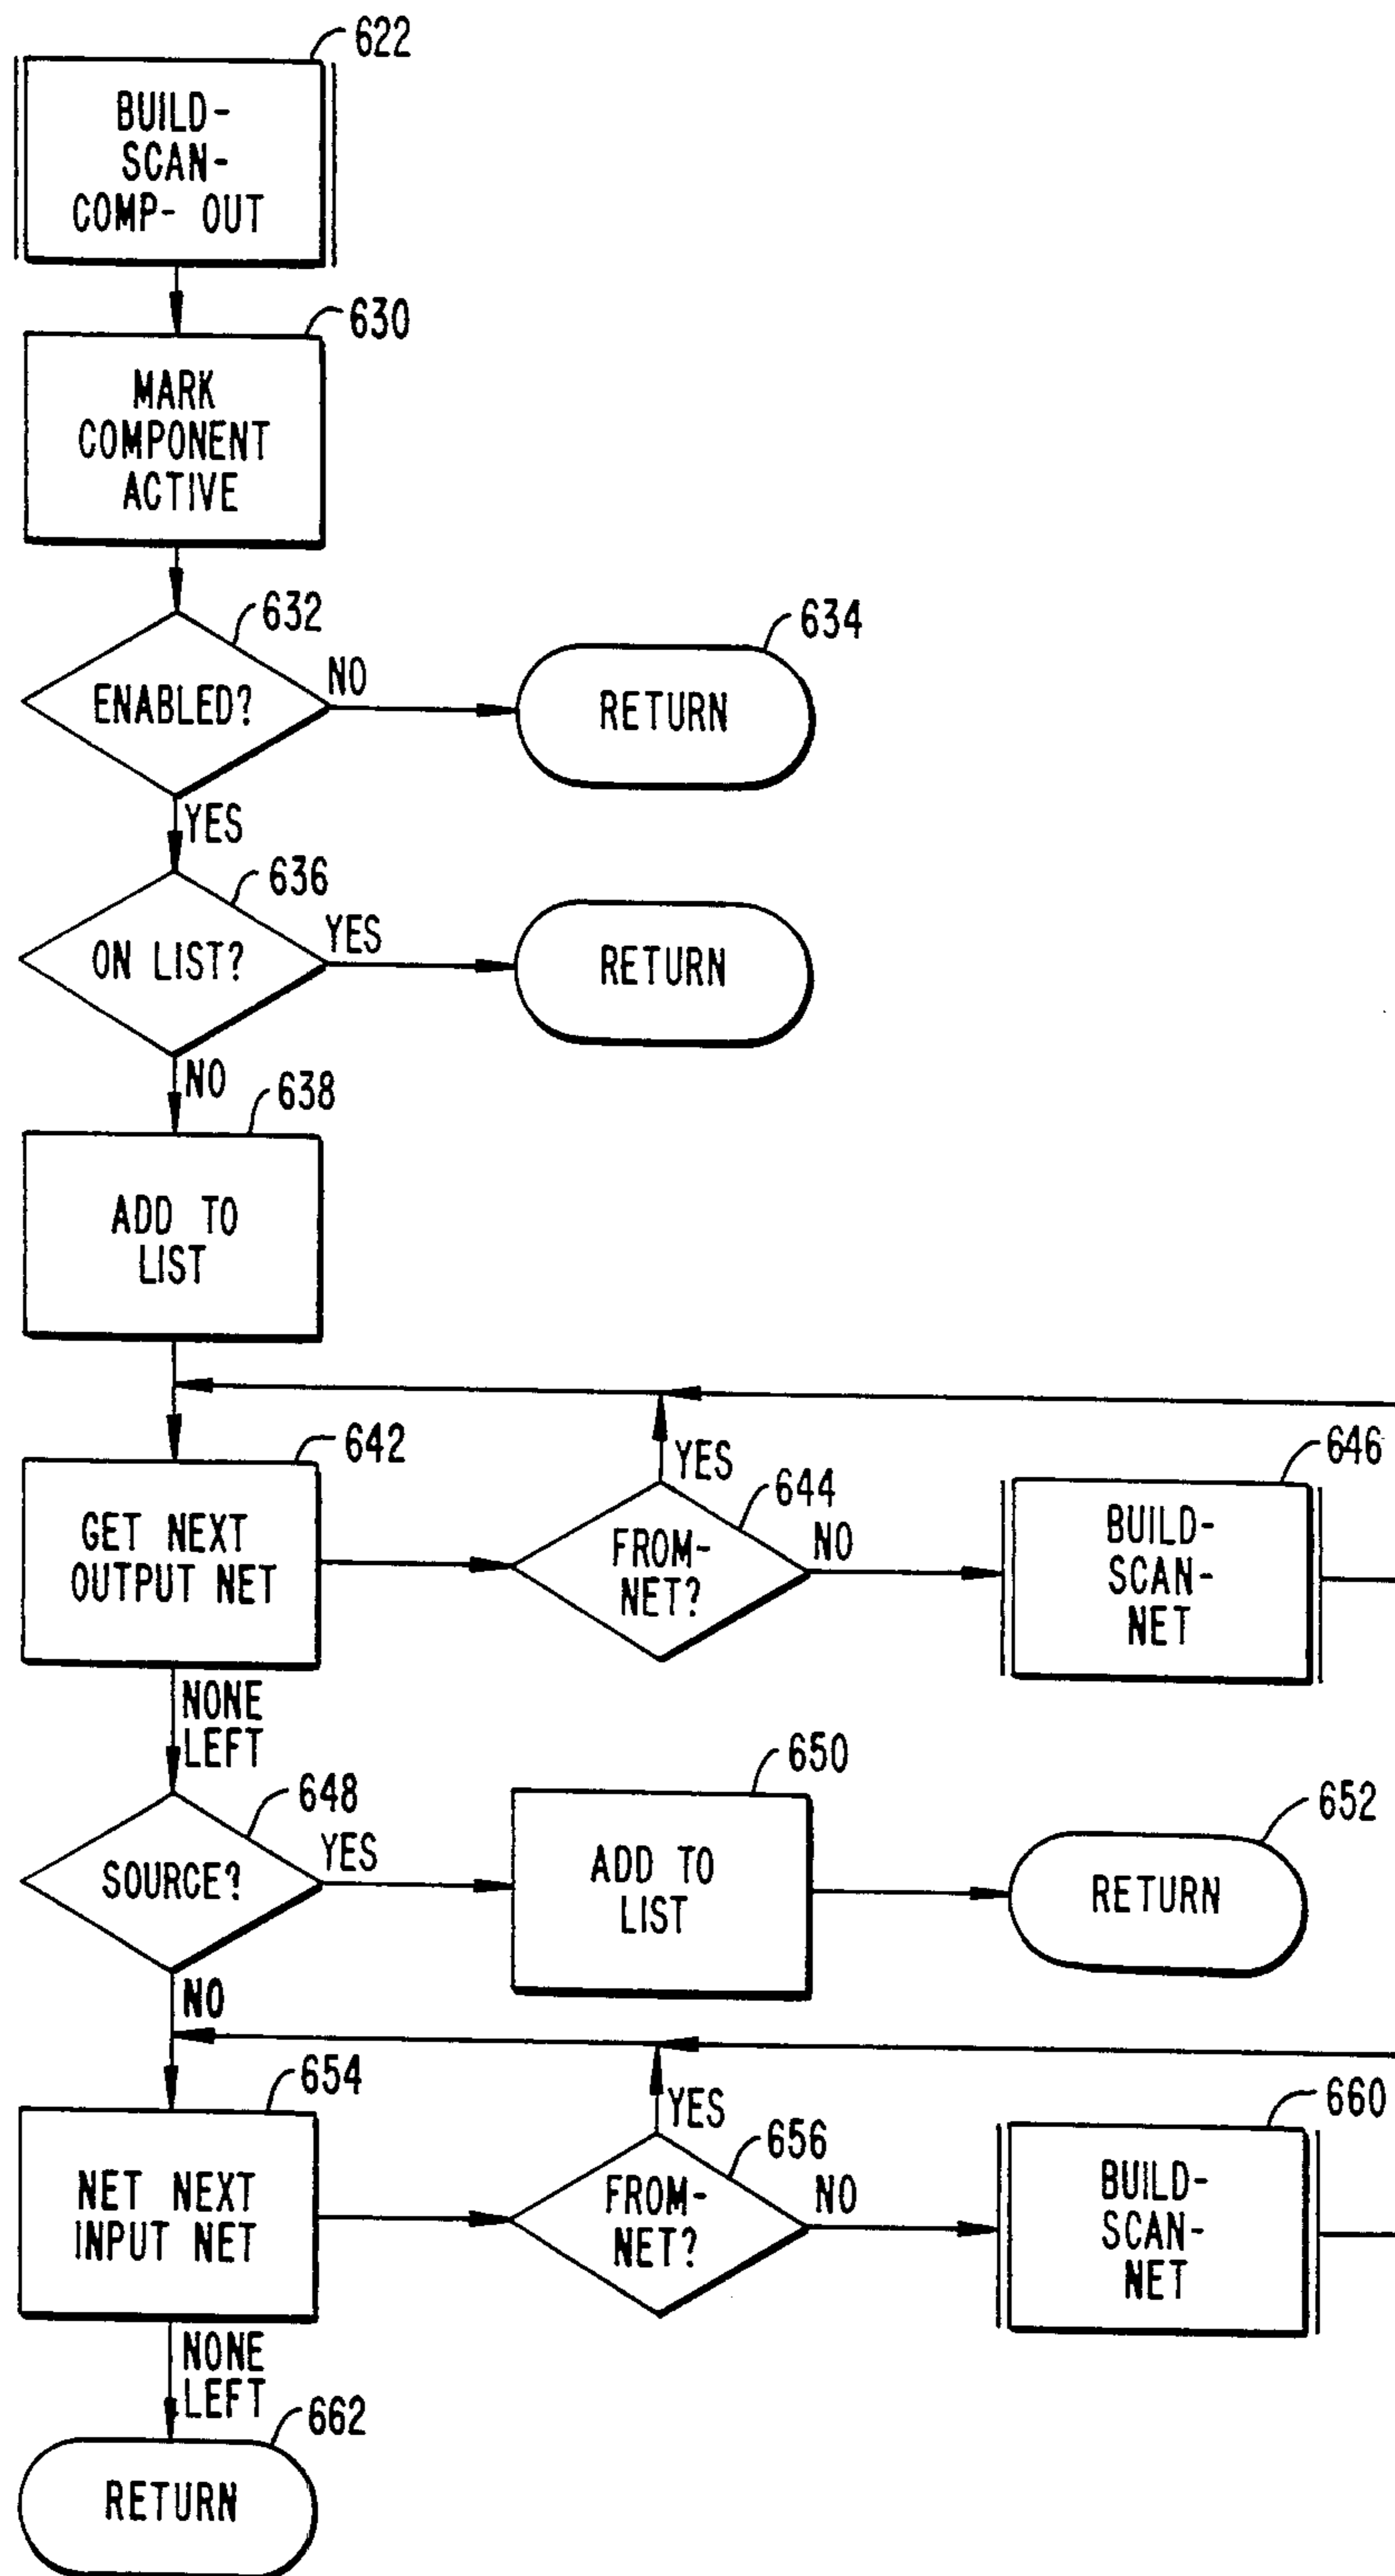 622
BUILD-
SCAN-
COMP- OUT
630
MARK
COMPONENT
ACTIVE
632
ENABLED?
NO
634
RETURN
YES
636
ON LIST?
YES
RETURN
NO
638
ADD TO
LIST
642
GET NEXT
OUTPUT NET
YES
644
FROM-
NET?
NO
646
BUILD-
SCAN-
NET
NONE
LEFT
648
SOURCE?
YES
650
ADD TO
LIST
652
RETURN
NO
654
NET NEXT
INPUT NET
YES
656
FROM-
NET?
NO
660
BUILD-
SCAN-
NET
NONE
LEFT
662
RETURN